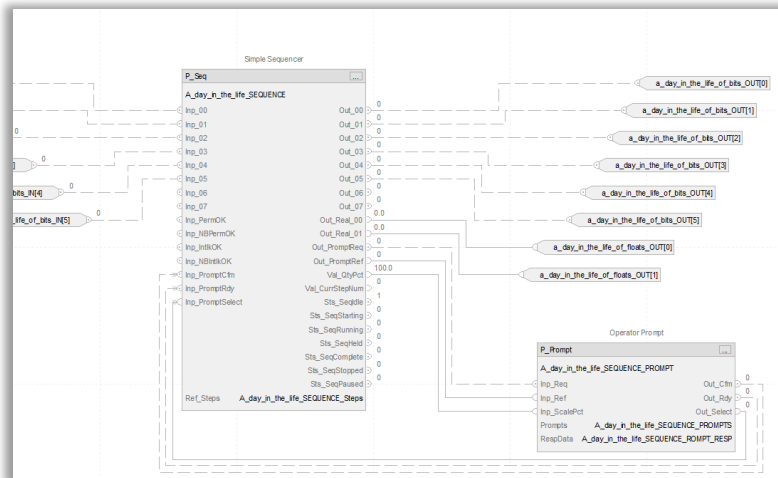 Simple Sequencer
P_Seq
...
A_day_in_the_life_SEQUENCE
Inp_00
Out_00
0
Inp_01
Out_01
0
0
Inp_02
Out_02
0
Inp_03
Out_03
0
]
0
Inp_04
Out_04
0
bits_IN[4]
0
Inp_05
Out_05
0
_life_of_bits_IN[5]
0
Inp_06
Out_06
0
Inp_07
Out_07
0
Inp_PermOK
Out_Real_00
0.0
Inp_NBPermOK
Out_Real_01
0.0
Inp_IntlkOK
Out_PromptReq
0
Inp_NBIntlkOK
Out_PromptRef
0
Inp_PromptCfm
Val_QtyPct
100.0
Inp_PromptRdy
Val_CurrStepNum
0
Inp_PromptSelect
Sts_SeqIdle
1
Sts_SeqStarting
0
Sts_SeqRunning
0
Sts_SeqHeld
0
Sts_SeqComplete
0
Sts_SeqStopped
0
Sts_SeqPaused
0
Ref_Steps A_day_in_the_life_SEQUENCE_Steps
a_day_in_the_life_of_bits_OUT[0]
a_day_in_the_life_of_bits_OUT[1]
a_day_in_the_life_of_bits_OUT[2]
a_day_in_the_life_of_bits_OUT[3]
a_day_in_the_life_of_bits_OUT[4]
a_day_in_the_life_of_bits_OUT[5]
a_day_in_the_life_of_floats_OUT[0]
a_day_in_the_life_of_floats_OUT[1]
Operator Prompt
P_Prompt
...
A_day_in_the_life_SEQUENCE_PROMPT
Inp_Req
Out_Cfm
0
Inp_Ref
Out_Rdy
0
Inp_ScalePct
Out_Select
0
Prompts A_day_in_the_life_SEQUENCE_PROMPTS
RespData A_day_in_the_life_SEQUENCE_ROMPT_RESP